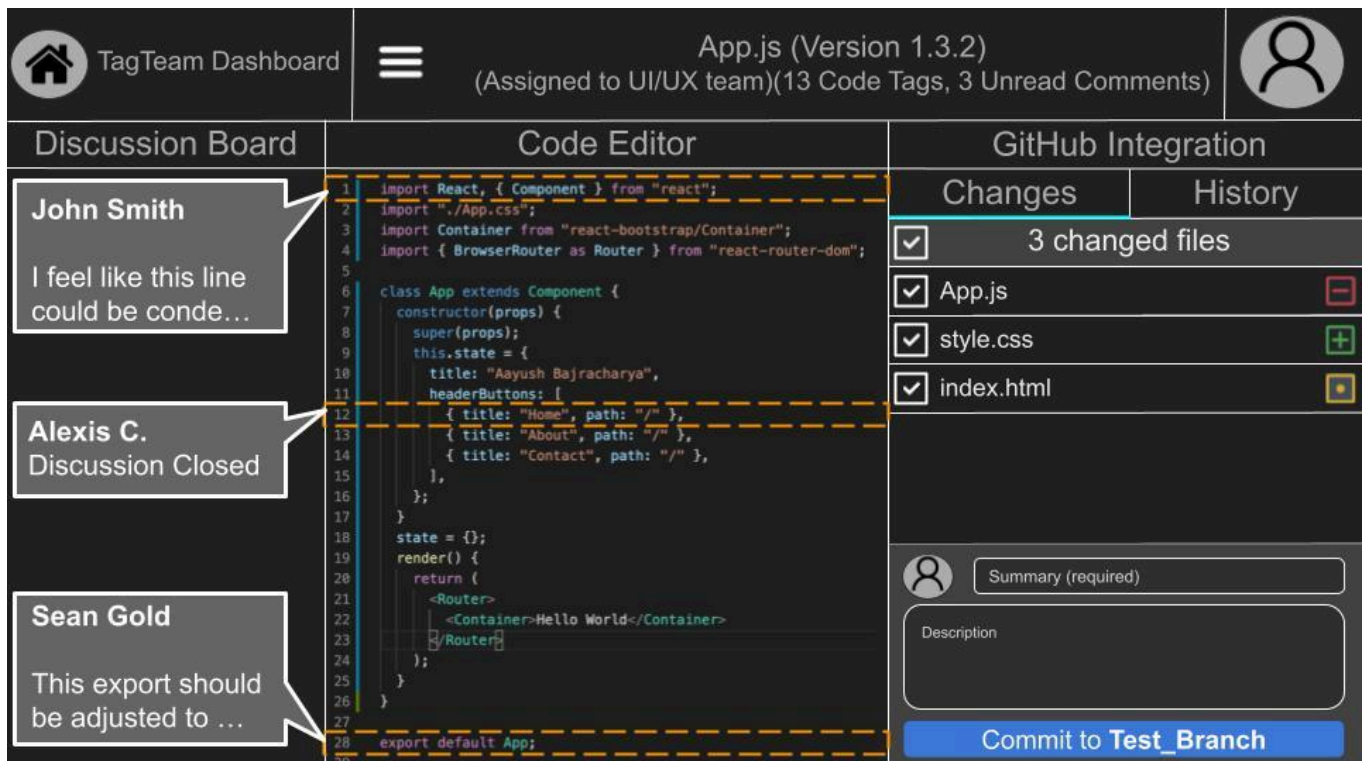 TagTeam Dashboard
App.js (Version 1.3.2)
(Assigned to UI/UX team)(13 Code Tags, 3 Unread Comments)
Discussion Board
John Smith
I feel like this line
could be conde...
Alexis C.
Discussion Closed
Sean Gold
This export should
be adjusted to ...
Code Editor
1 import React, { Component } from "react";
2 import "./App.css";
3 import Container from "react-bootstrap/Container";
4 import { BrowserRouter as Router } from "react-router-dom";
5
6 class App extends Component {
7 constructor(props) {
8 super(props);
9 this.state = {
10 title: "Aayush Bajracharya",
11 headerButtons: [
12 { title: "Home", path: "/" },
13 { title: "About", path: "/" },
14 { title: "Contact", path: "/" },
15 ],
16 };
17 }
18 state = {};
19 render() {
20 return (
21 <Router>
22 <Container>Hello World</Container>
23 </Router>
24 );
25 }
26 }
27
28 export default App;
GitHub Integration
Changes History
3 changed files
App.js
style.css
index.html
Summary (required)
Description
Commit to Test_Branch